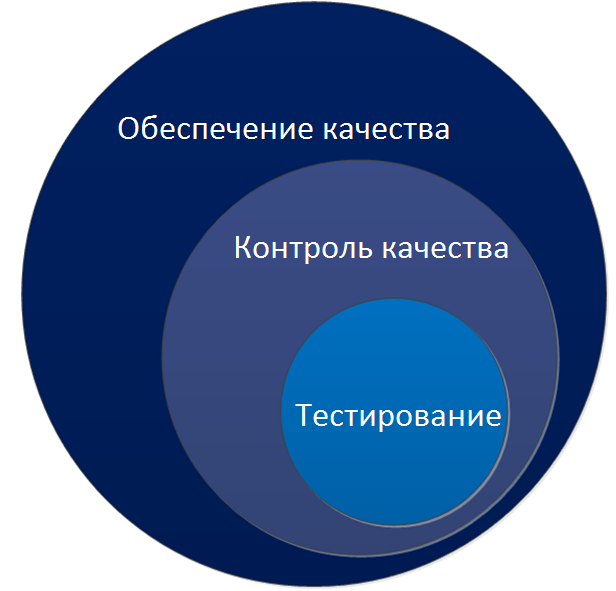 Обеспечение качества
Контроль качества
Тестирование